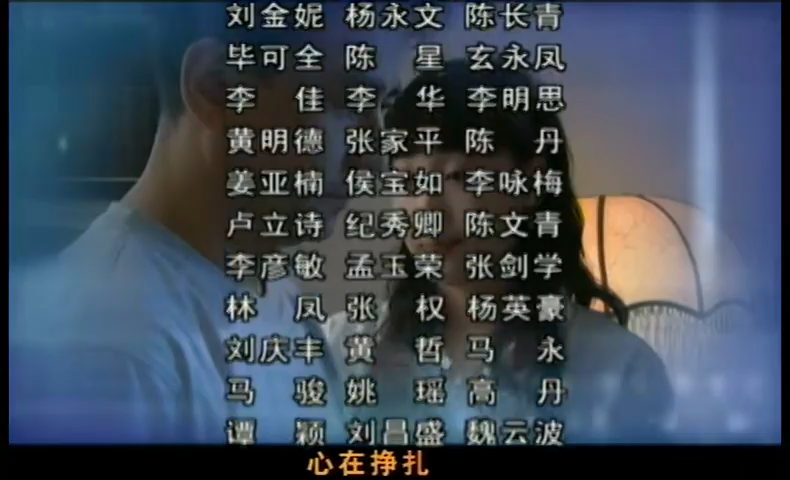 刘金妮 杨永文 陈长青
毕可全 陈 星 玄永凤
李 佳 李 华 李明思
黄明德 张家平 陈 丹
姜亚楠 侯宝如 李咏梅
卢立诗 纪秀卿 陈文青
李彦敏 孟玉荣 张剑学
林 凤 张 权 杨英豪
刘庆丰 黄 哲 马 永
马 骏 姚 瑶 高 丹
谭 颖 刘昌盛 魏云波
心在挣扎